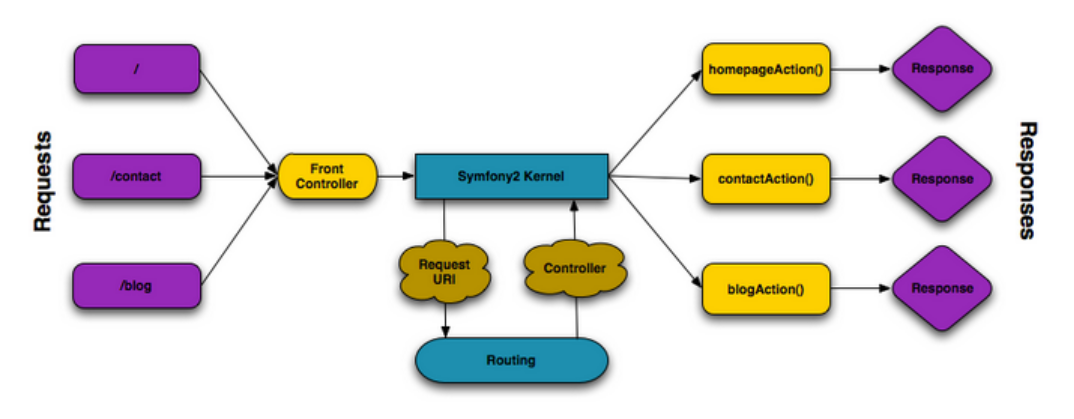 Requests
/
/contact
/blog
Front
Controller
Symfony2 Kernel
Request
URI
Controller
Routing
homepageAction()
contactAction()
blogAction()
Response
Response
Response
Responses